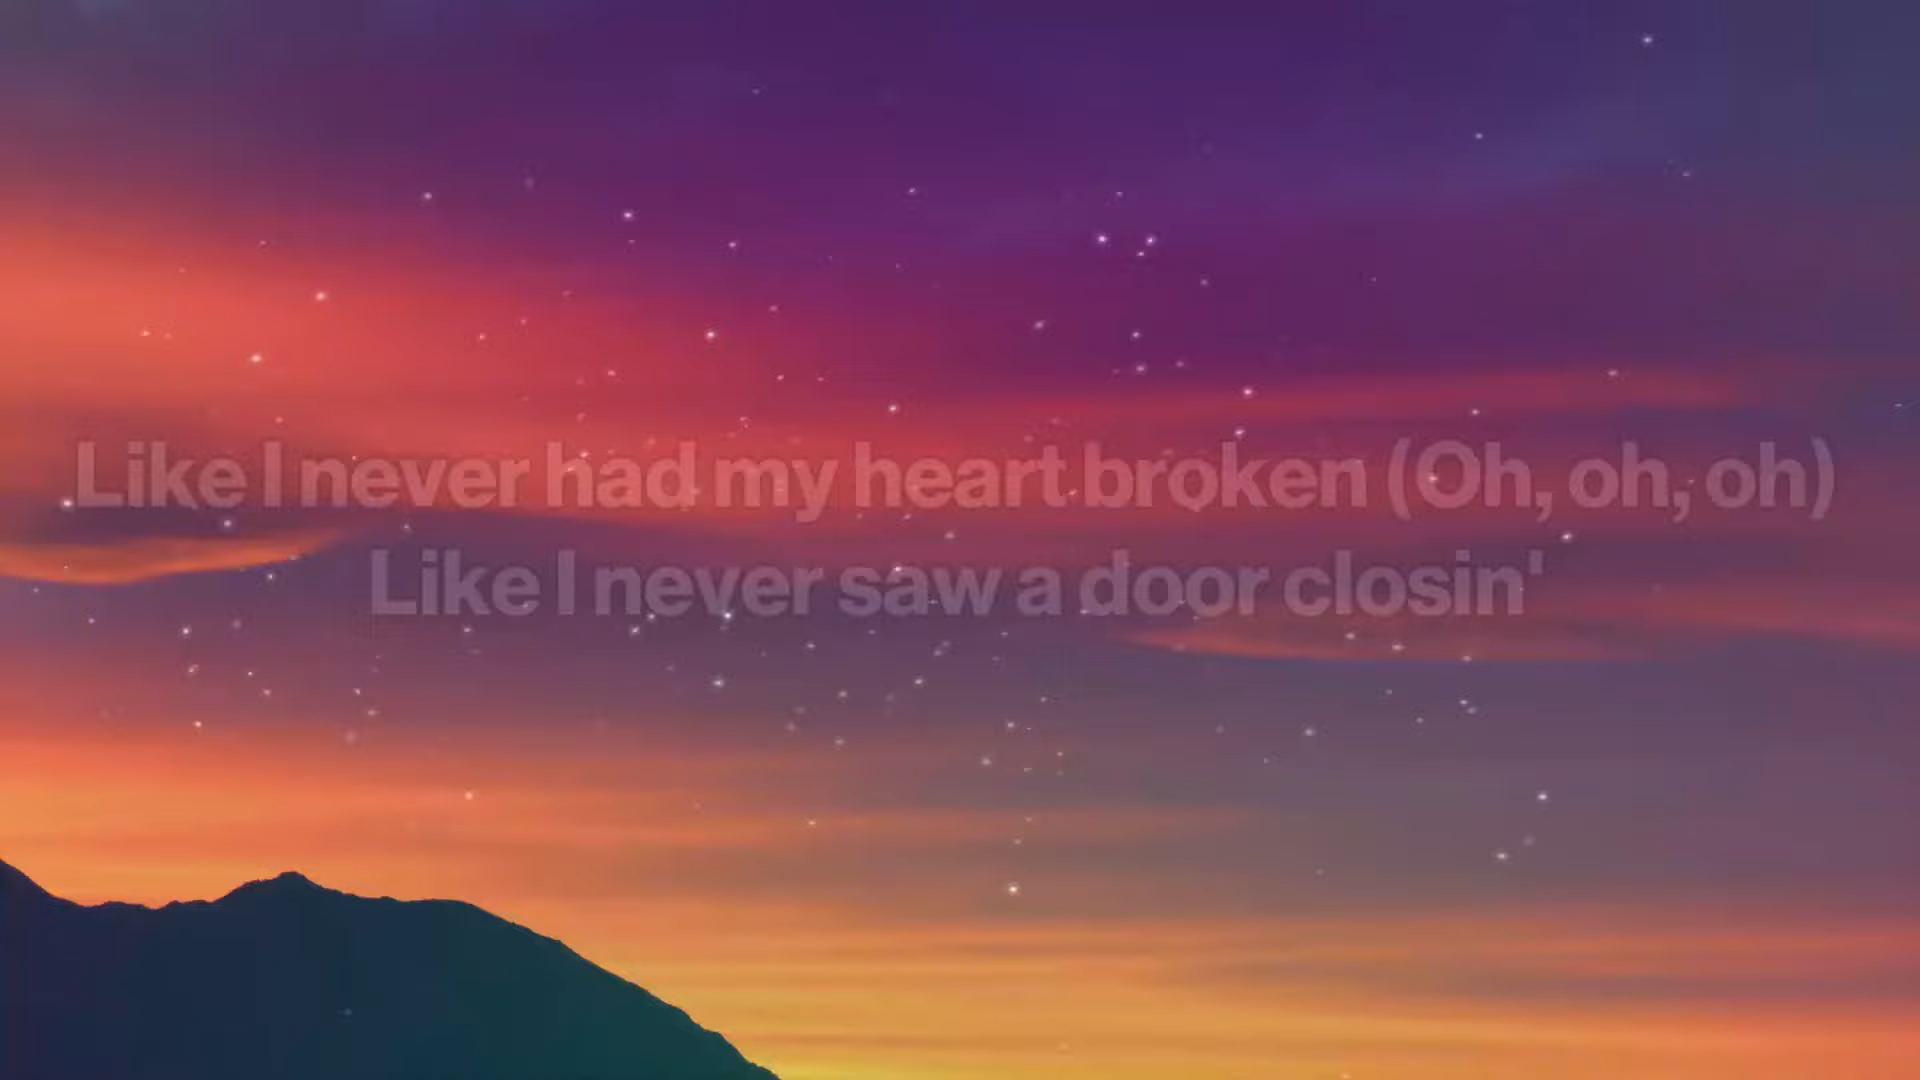 Like I never had my heart broken (Oh, oh, oh)
Like I never saw a door closin'